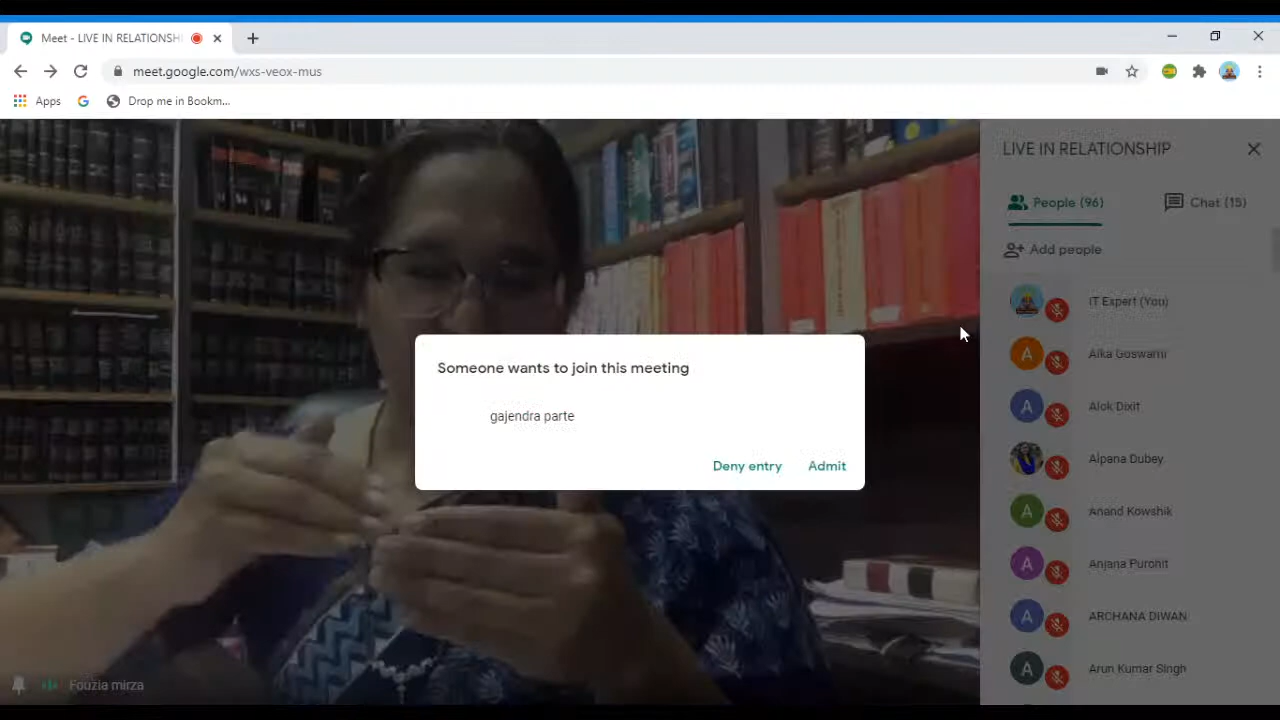 Meet - LIVE IN RELATIONSH
meet.google.com/wxs-veox-mus
Apps
Drop me in Bookm...
LIVE IN RELATIONSHIP
People (96)
Chat (15)
Add people
IT Expert (You)
A
Alka Goswami
A
Alok Dixit
Alpana Dubey
A
Anand Kowshik
A
Anjana Purohit
A
ARCHANA DIWAN
A
Arun Kumar Singh
Someone wants to join this meeting
gajendra parte
Deny entry
Admit
Fouzia mirza